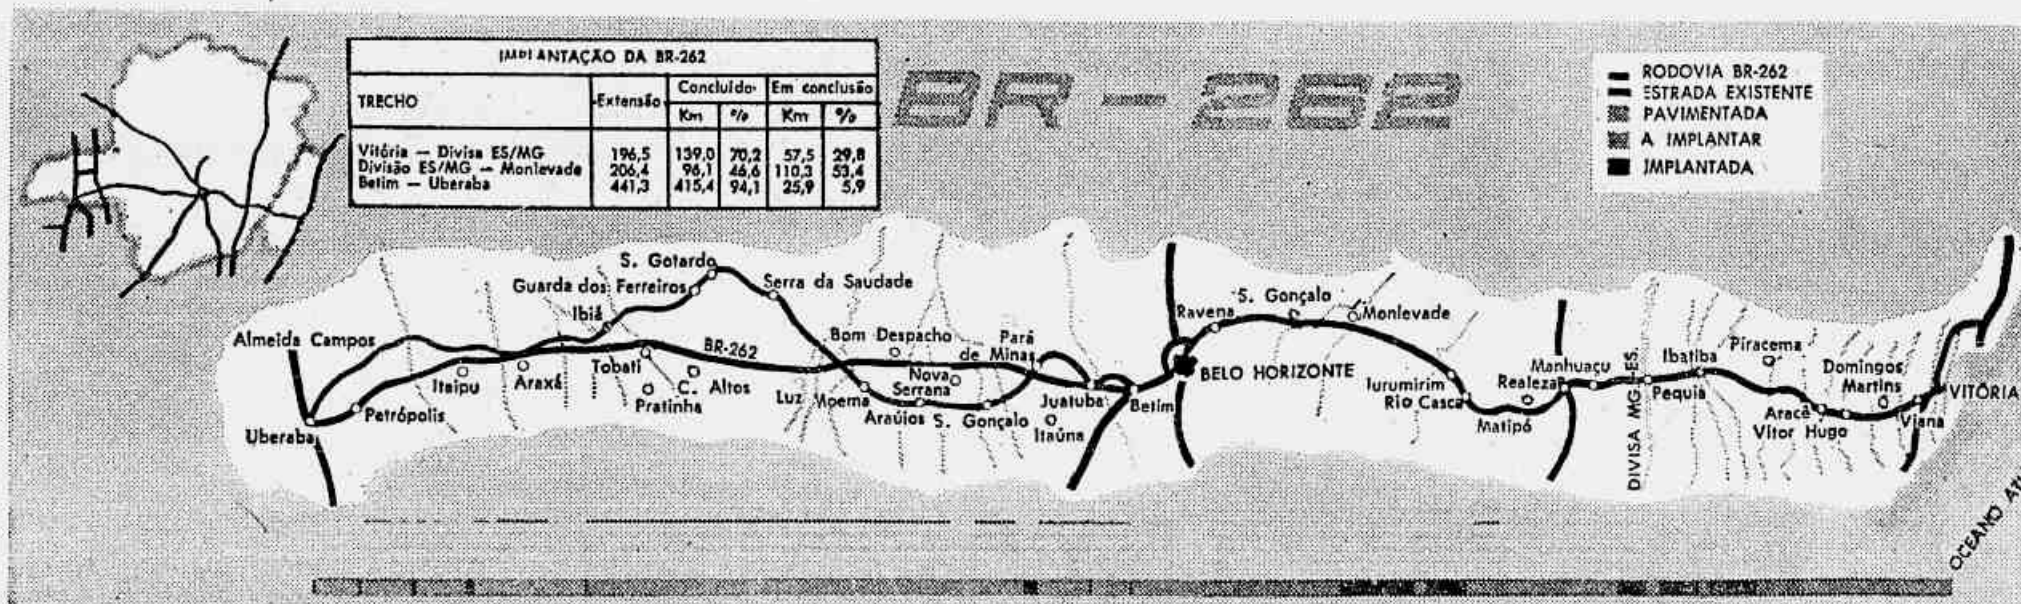 IMPLANTAÇÃO DA BR-262
TRECHO Extensão Concluído Em conclusão
Km % Km %
Vitória — Divisa ES/MG 196,5 139,0 70,2 57,5 29,8
Divisão ES/MG — Monlevade 206,4 96,1 46,6 110,3 53,4
Betim — Uberaba 441,3 415,4 94,1 25,9 5,9
BR-262
RODOVIA BR-262
ESTRADA EXISTENTE
PAVIMENTADA
A IMPLANTAR
IMPLANTADA
S. Gotardo
Guarda dos Ferreiros
Serra da Saudade
Ibiá
Almeida Campos
Uberaba
Petrópolis
Itaipu
Araxá
Tobati
Pratinha
C. Altos
BR-262
Luz
Moema
Bom Despacho
Nova Serrana
Araújos
S. Gonçalo
Pará de Minas
Itaúna
Juatuba
Betim
BELO HORIZONTE
Ravena
S. Gonçalo
Monlevade
Jurumirim
Rio Casca
Matipó
Realeza
Manhuaçu
DIVISA MG-ES.
Pequiá
Ibatiba
Piracema
Aracê
Vitor Hugo
Domingos Martins
Viana
VITÓRIA
OCEANO